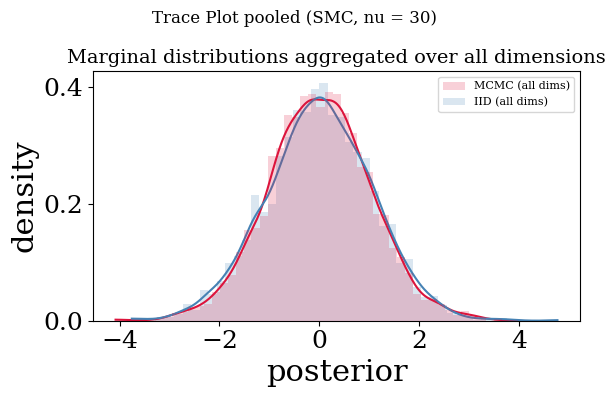 Trace Plot pooled (SMC, nu = 30)
Marginal distributions aggregated over all dimensions
MCMC (all dims)
IID (all dims)
density
0.4
0.2
0.0
−4
−2
0
2
4
posterior